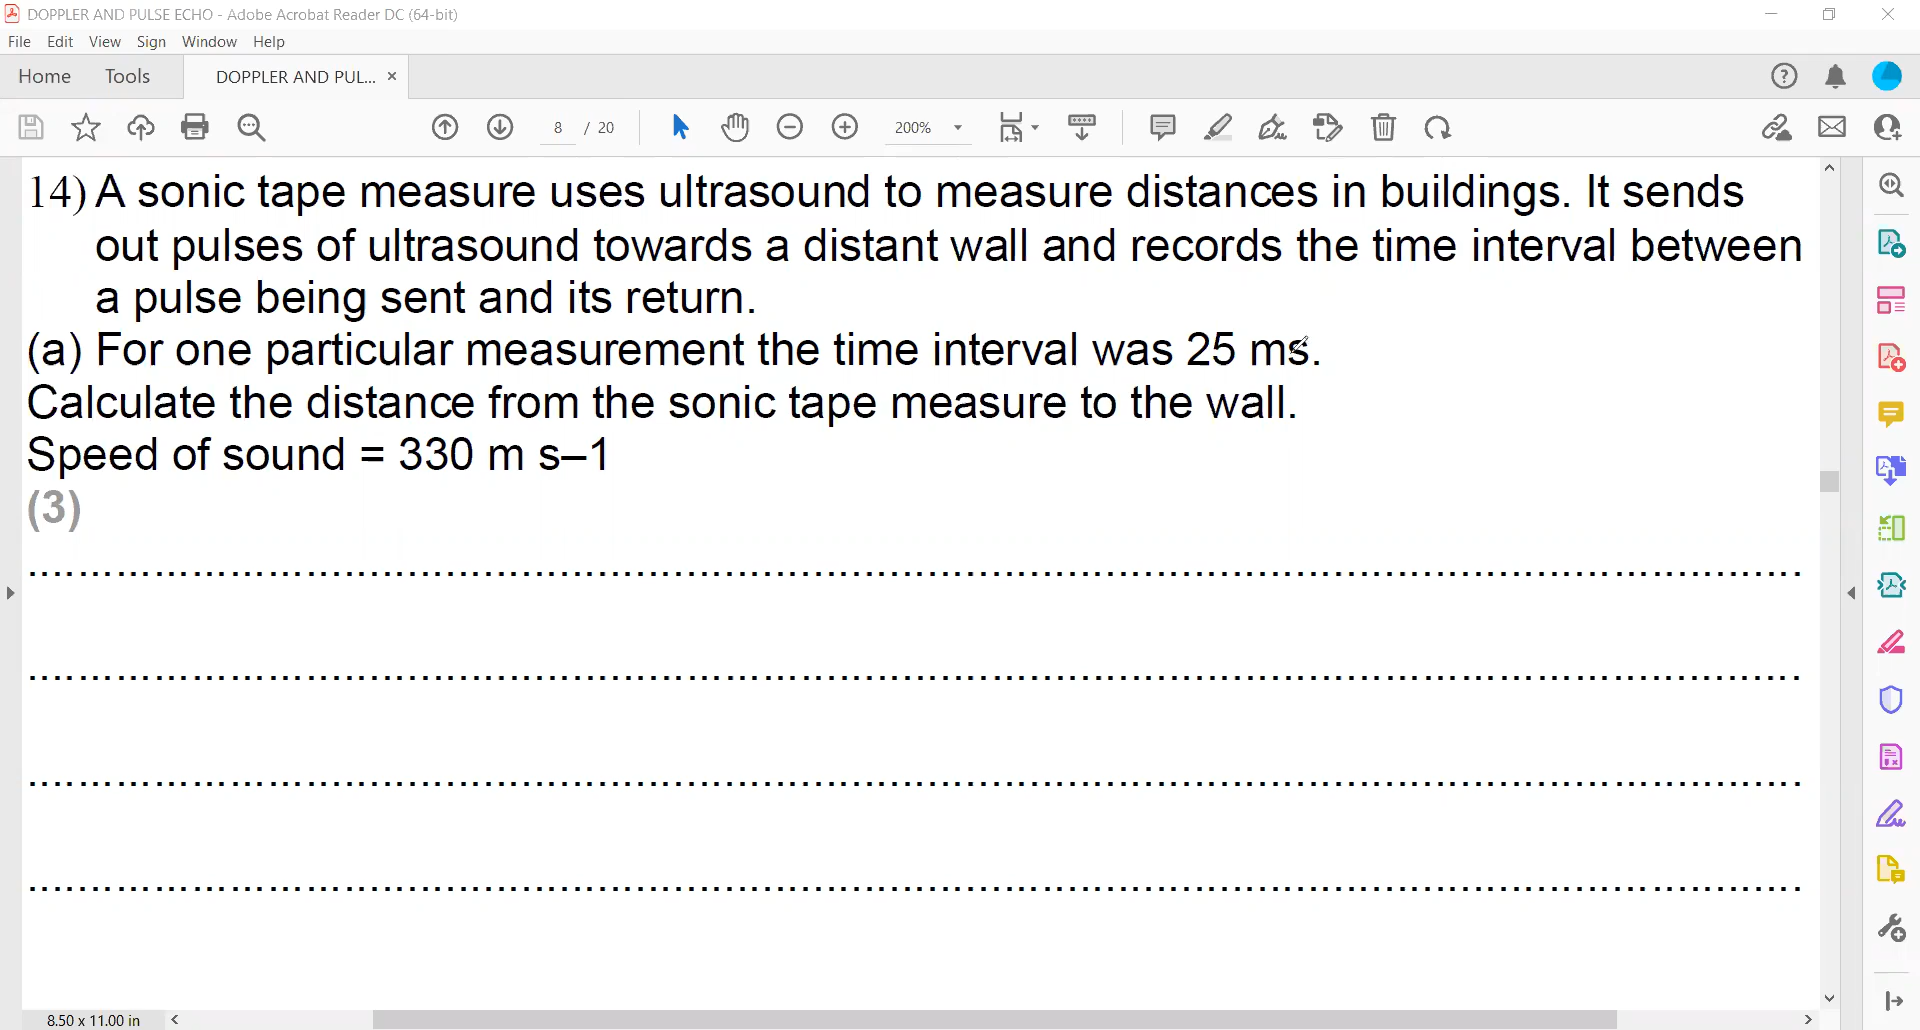 DOPPLER AND PULSE ECHO - Adobe Acrobat Reader DC (64-bit)
File Edit View Sign Window Help
Home Tools DOPPLER AND PUL... ×
8 / 20 200%
14) A sonic tape measure uses ultrasound to measure distances in buildings. It sends
out pulses of ultrasound towards a distant wall and records the time interval between
a pulse being sent and its return.
(a) For one particular measurement the time interval was 25 ms.
Calculate the distance from the sonic tape measure to the wall.
Speed of sound = 330 m s–1
(3)
8.50 x 11.00 in